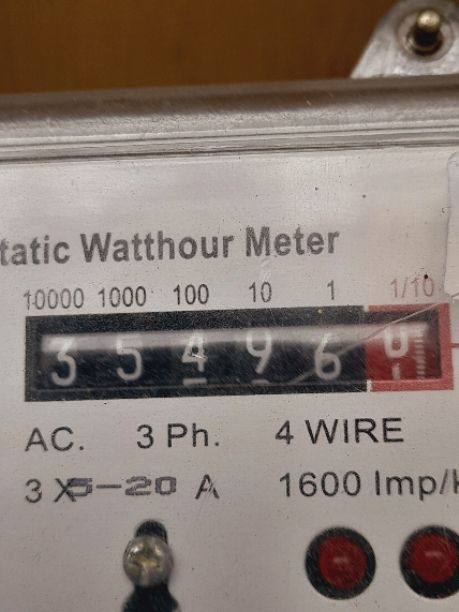 tatic Watthour Meter
10000 1000 100 10 1 1/10
3 5 4 9 6 0
AC. 3 Ph. 4 WIRE
3 X5-20 A 1600 Imp/